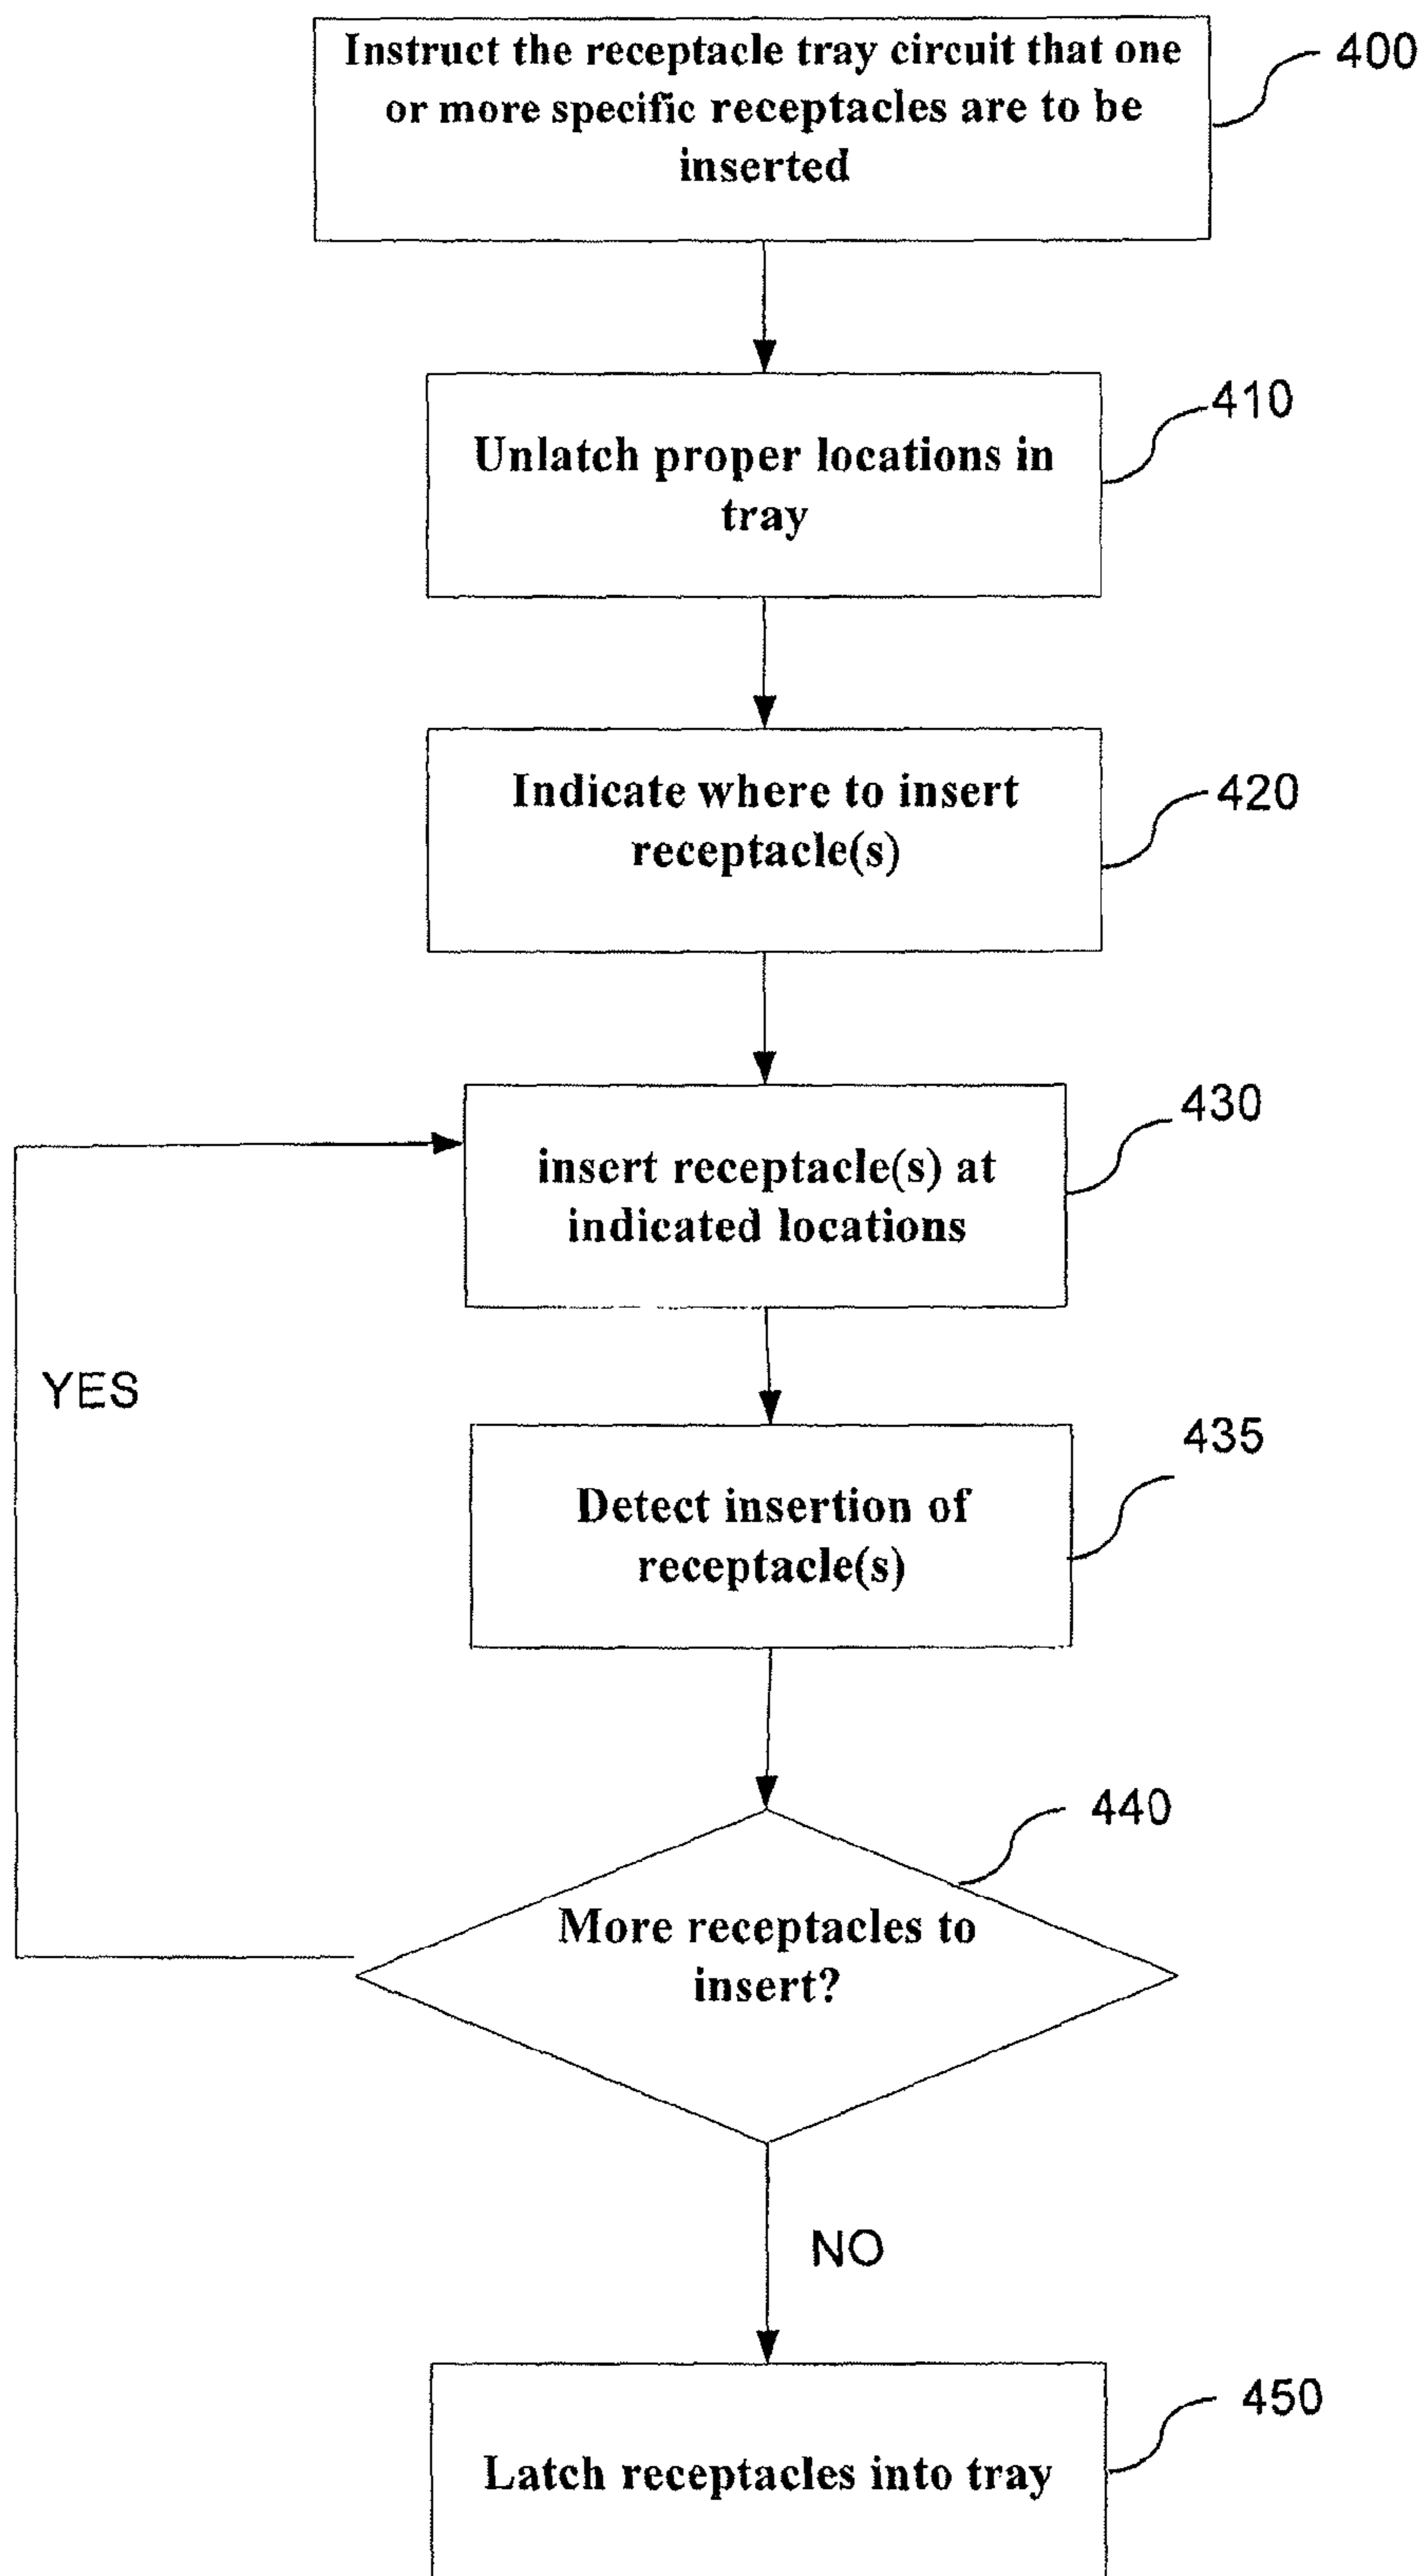 Instruct the receptacle tray circuit that one
or more specific receptacles are to be
inserted
400
Unlatch proper locations in
tray
410
Indicate where to insert
receptacle(s)
420
insert receptacle(s) at
indicated locations
430
YES
Detect insertion of
receptacle(s)
435
More receptacles to
insert?
440
NO
Latch receptacles into tray
450